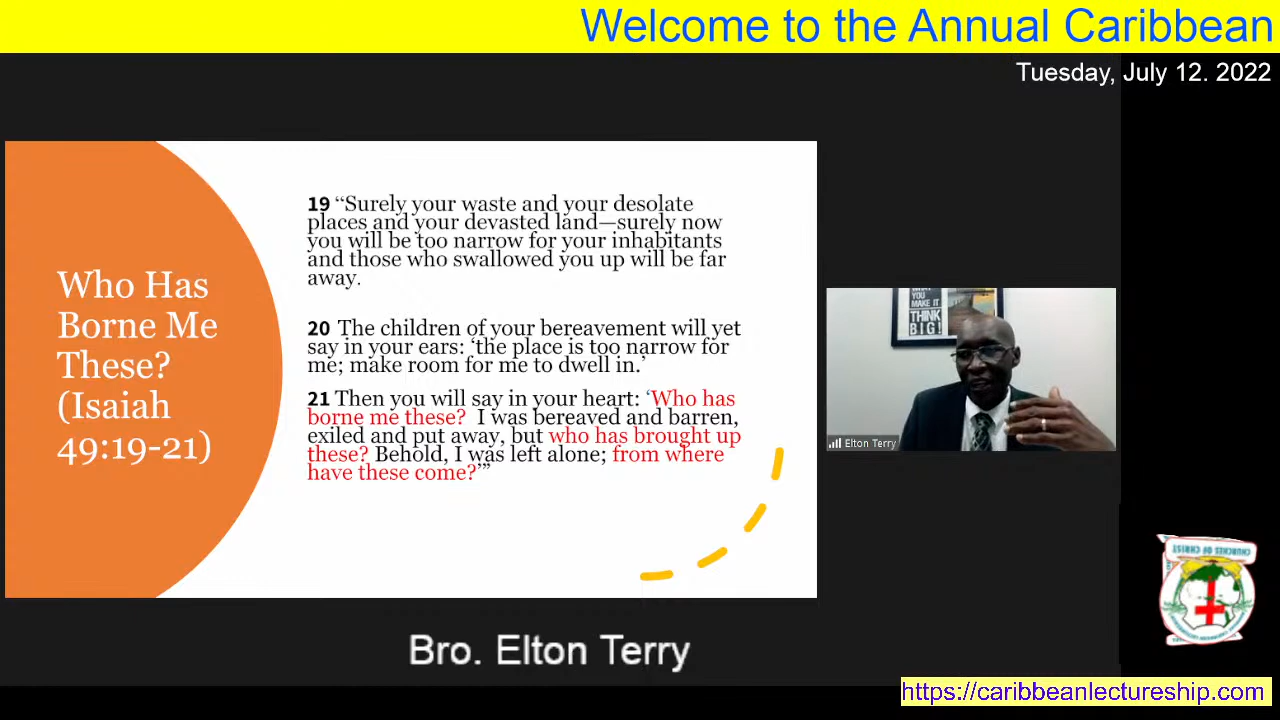 Welcome to the Annual Caribbean
Tuesday, July 12. 2022
Who Has
Borne Me
These?
(Isaiah
49:19-21)
19 “Surely your waste and your desolate
places and your devasted land—surely now
you will be too narrow for your inhabitants
and those who swallowed you up will be far
away.
20 The children of your bereavement will yet
say in your ears: ‘the place is too narrow for
me; make room for me to dwell in.’
21 Then you will say in your heart: ‘Who has
borne me these? I was bereaved and barren,
exiled and put away, but who has brought up
these? Behold, I was left alone; from where
have these come?’”
YOU
MAKE IT.
THINK
BIG!
Elton Terry
CHURCHES OF CHRIST
Bro. Elton Terry
https://caribbeanlectureship.com